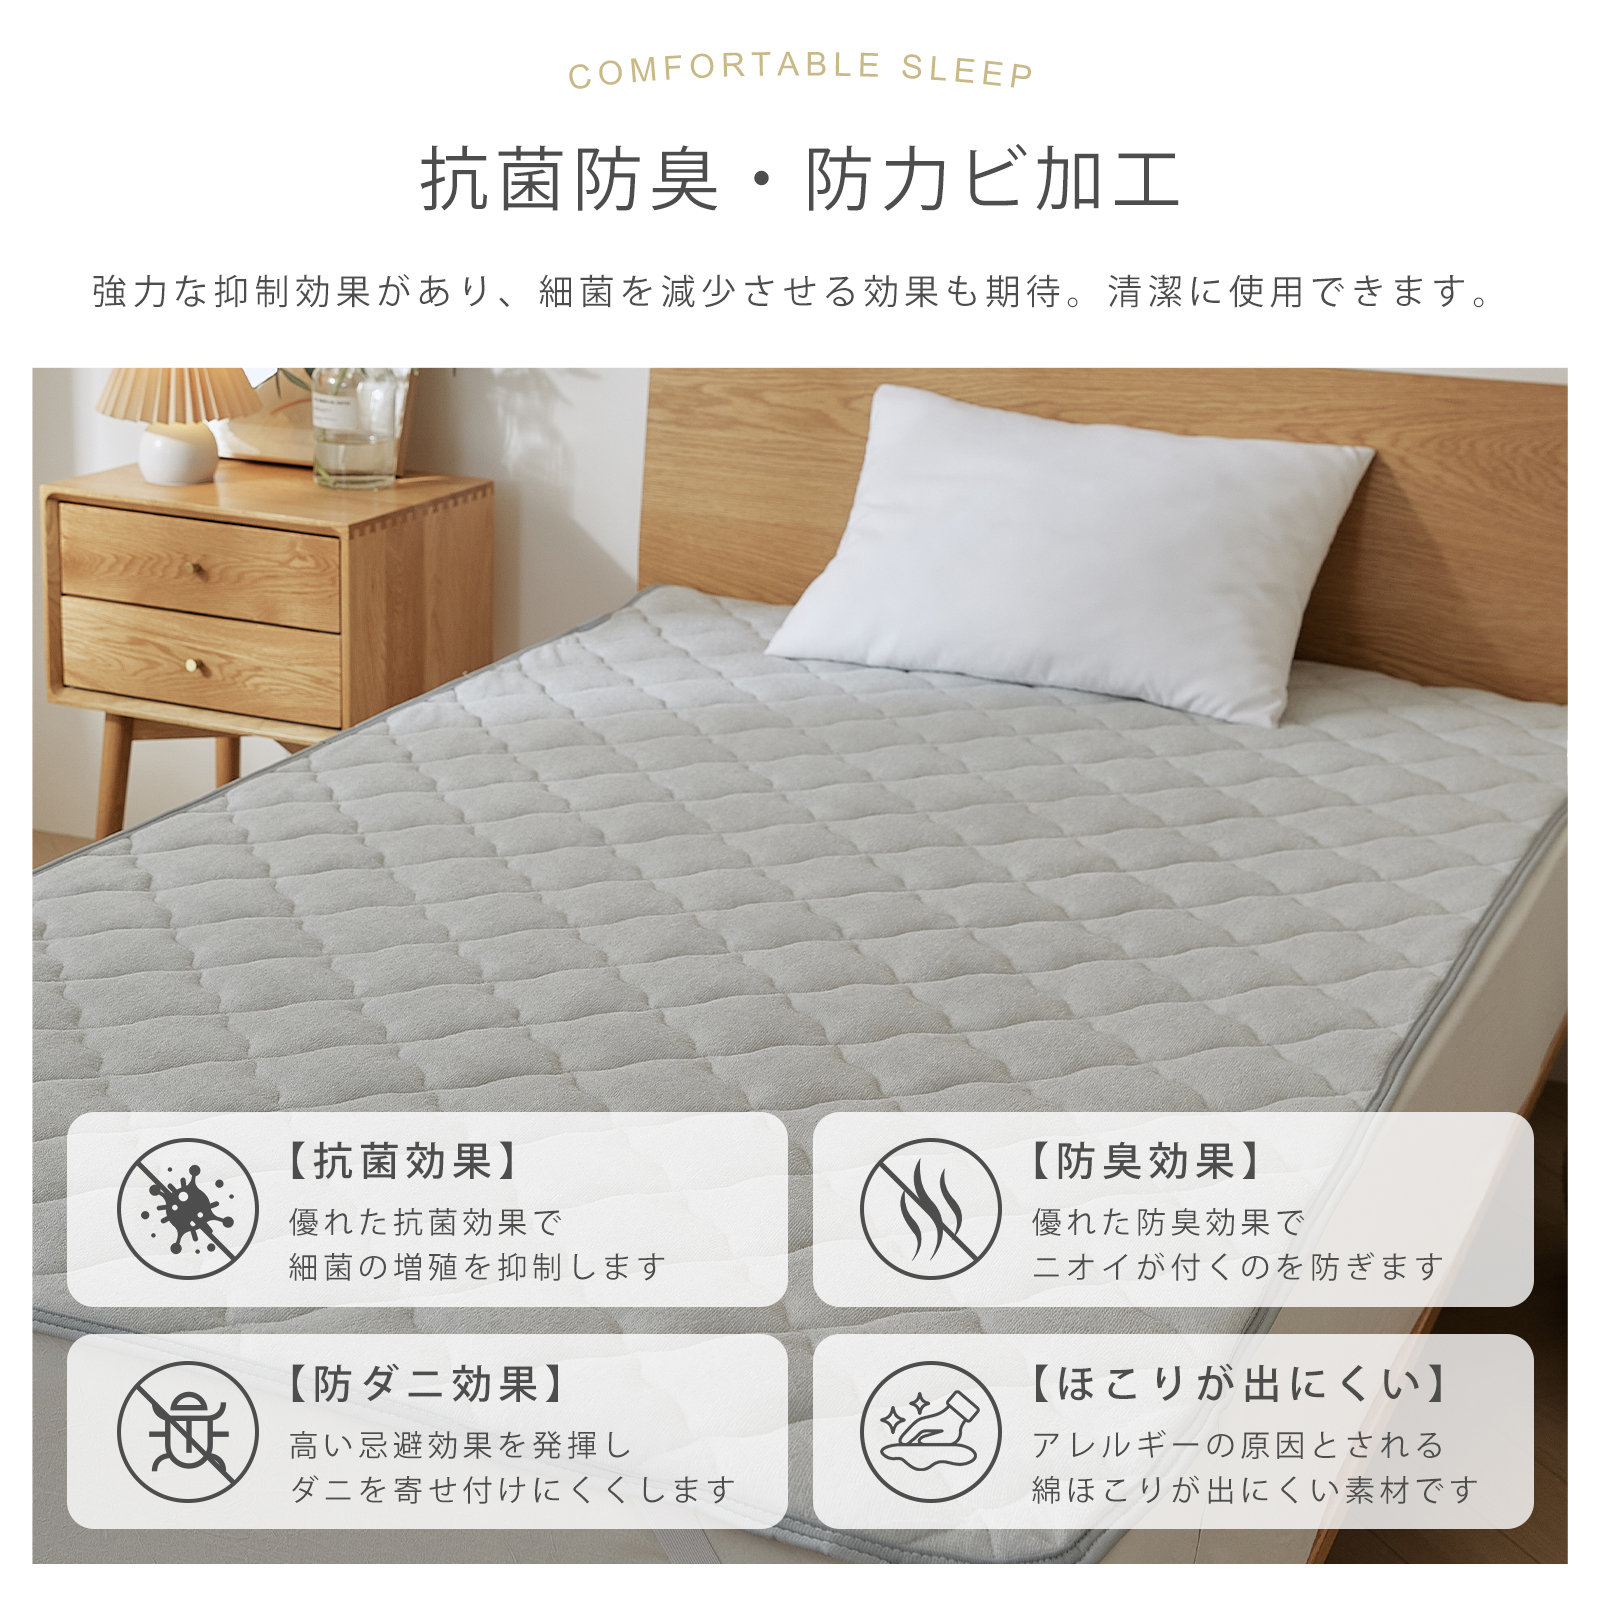 COMFORTABLE SLEEP
抗菌防臭・防カビ加工
強力な抑制効果があり、細菌を減少させる効果も期待。清潔に使用できます。
【抗菌効果】
優れた抗菌効果で
細菌の増殖を抑制します
【防臭効果】
優れた防臭効果で
ニオイが付くのを防ぎます
【防ダニ効果】
高い忌避効果を発揮し
ダニを寄せ付けにくくします
【ほこりが出にくい】
アレルギーの原因とされる
綿ほこりが出にくい素材です